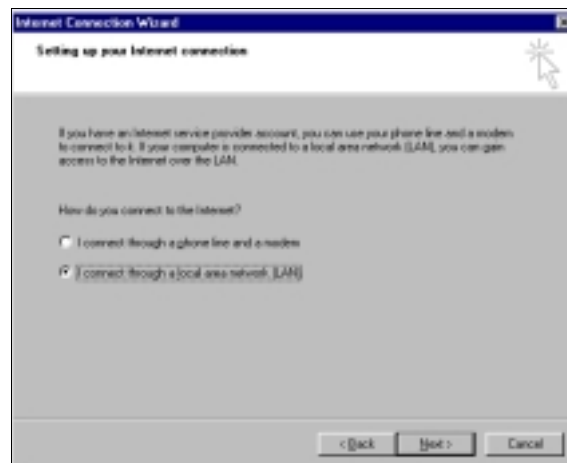 Internet Connection Wizard
Setting up your Internet connection
If you have an Internet service provider account, you can use your phone line and a modem
to connect to it. If your computer is connected to a local area network (LAN), you can gain
access to the Internet over the LAN.
How do you connect to the Internet?
I connect through a phone line and a modem
I connect through a local area network (LAN)
< Back Next > Cancel